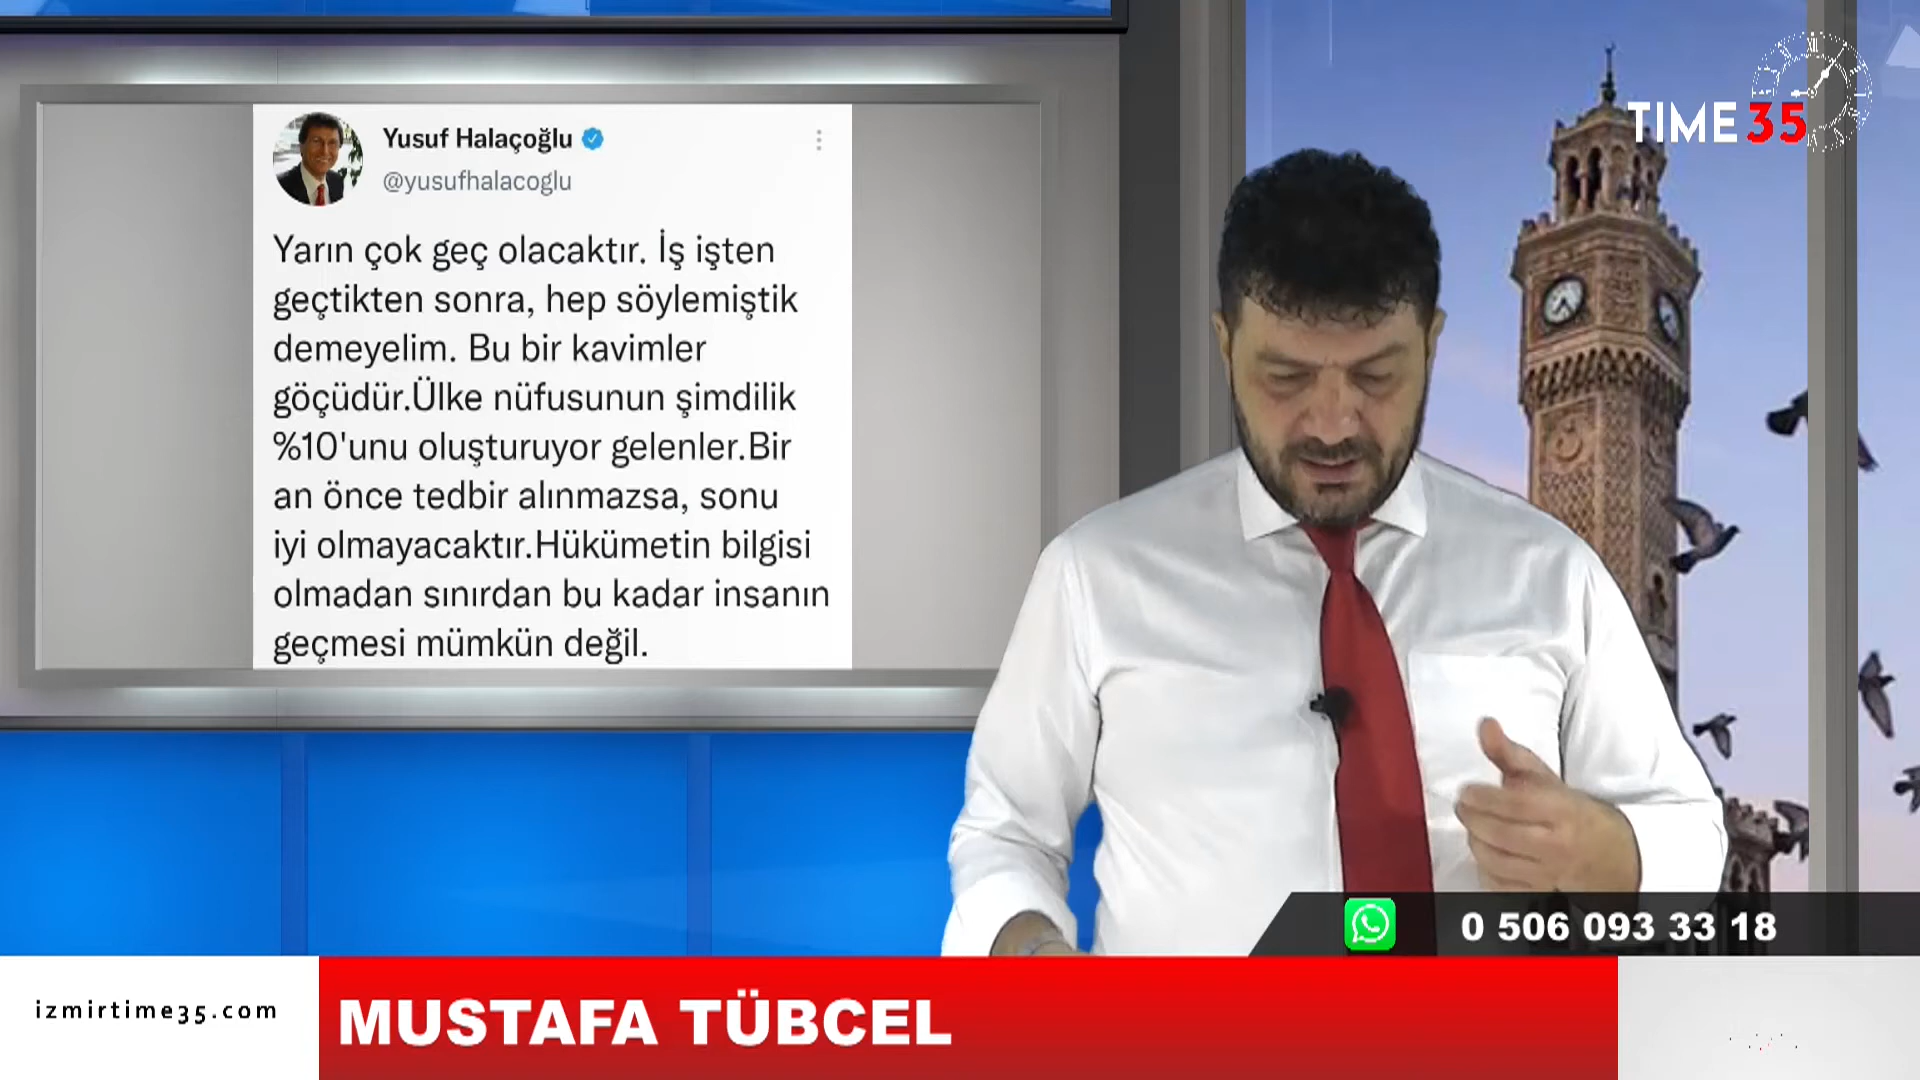 Yusuf Halaçoğlu
@yusufhalacoglu
Yarın çok geç olacaktır. İş işten
geçtikten sonra, hep söylemiştik
demeyelim. Bu bir kavimler
göçüdür.Ülke nüfusunun şimdilik
%10'unu oluşturuyor gelenler.Bir
an önce tedbir alınmazsa, sonu
iyi olmayacaktır.Hükümetin bilgisi
olmadan sınırdan bu kadar insanın
geçmesi mümkün değil.
TIME 35
0 506 093 33 18
izmirtime35.com
MUSTAFA TÜBCEL